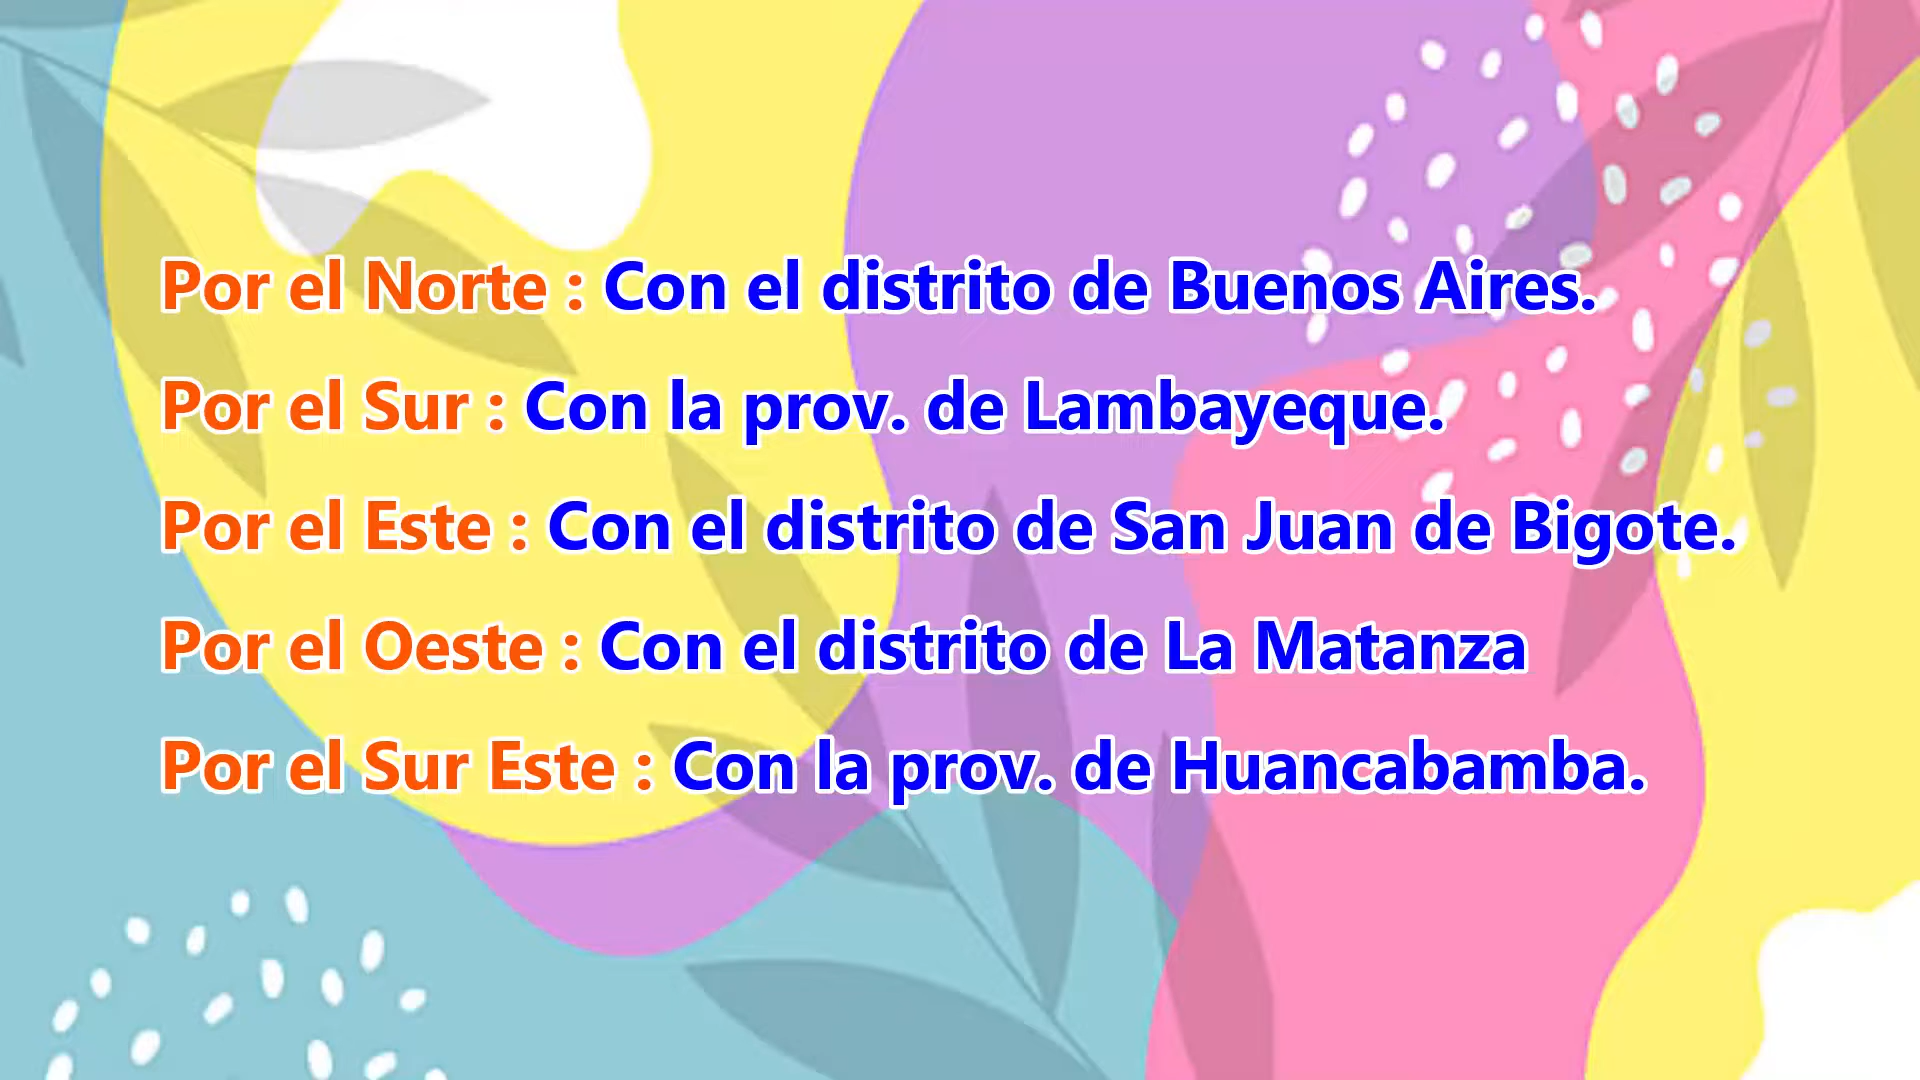 Por el Norte : Con el distrito de Buenos Aires.
Por el Sur : Con la prov. de Lambayeque.
Por el Este : Con el distrito de San Juan de Bigote.
Por el Oeste : Con el distrito de La Matanza
Por el Sur Este : Con la prov. de Huancabamba.